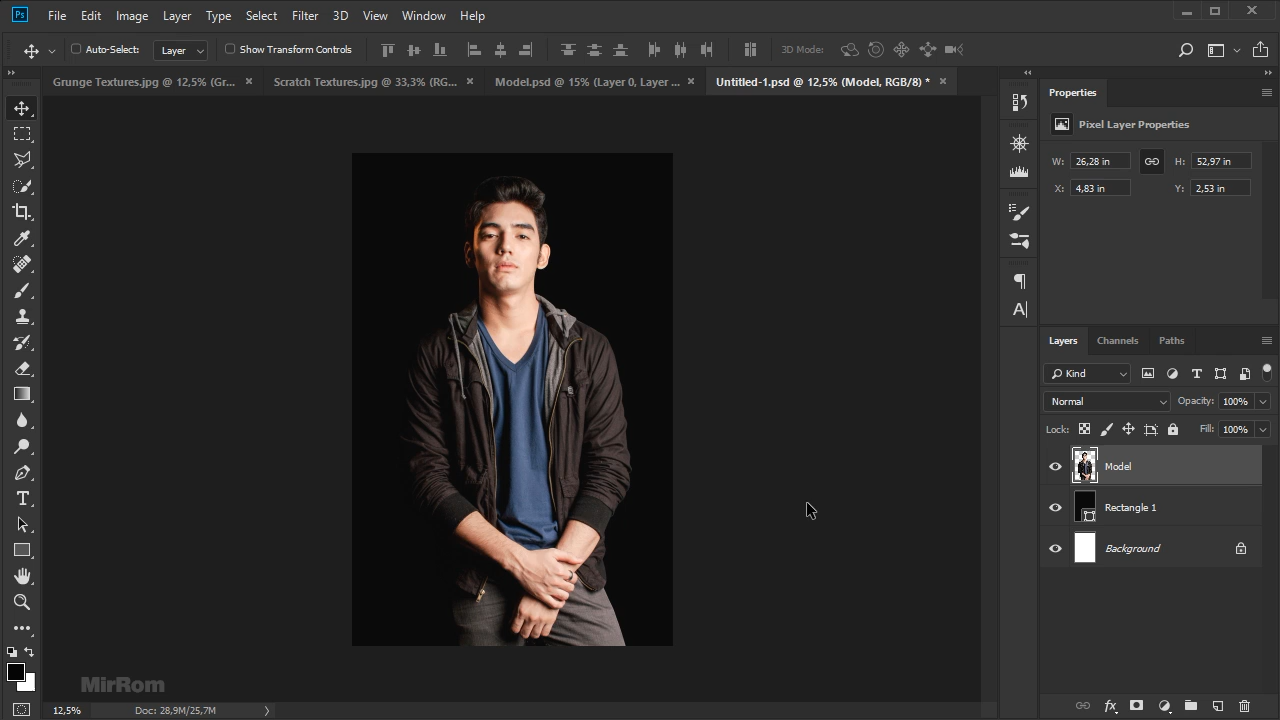 Ps File Edit Image Layer Type Select Filter 3D View Window Help
Auto-Select: Layer Show Transform Controls 3D Mode:
Grunge Textures.jpg @ 12,5% (Gr... Scratch Textures.jpg @ 33,3% (RG... Model.psd @ 15% (Layer 0, Layer ... Untitled-1.psd @ 12,5% (Model, RGB/8) *
Properties
Pixel Layer Properties
W: 26,28 in H: 52,97 in
X: 4,83 in Y: 2,53 in
Layers Channels Paths
Kind
Normal Opacity: 100%
Lock: Fill: 100%
Model
Rectangle 1
Background
MirRom
12,5% Doc: 28,9M/25,7M